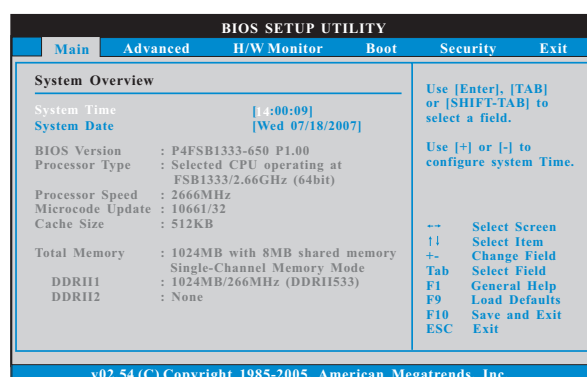 BIOS SETUP UTILITY
Main Advanced H/W Monitor Boot Security Exit
System Overview
System Time [14:00:09]
System Date [Wed 07/18/2007]
BIOS Version : P4FSB1333-650 P1.00
Processor Type : Selected CPU operating at
FSB1333/2.66GHz (64bit)
Processor Speed : 2666MHz
Microcode Update : 10661/32
Cache Size : 512KB
Total Memory : 1024MB with 8MB shared memory
Single-Channel Memory Mode
DDRII1 : 1024MB/266MHz (DDRII533)
DDRII2 : None
Use [Enter], [TAB]
or [SHIFT-TAB] to
select a field.
Use [+] or [-] to
configure system Time.
↔ Select Screen
↑↓ Select Item
+- Change Field
Tab Select Field
F1 General Help
F9 Load Defaults
F10 Save and Exit
ESC Exit
v02.54 (C) Copyright 1985-2005, American Megatrends, Inc.